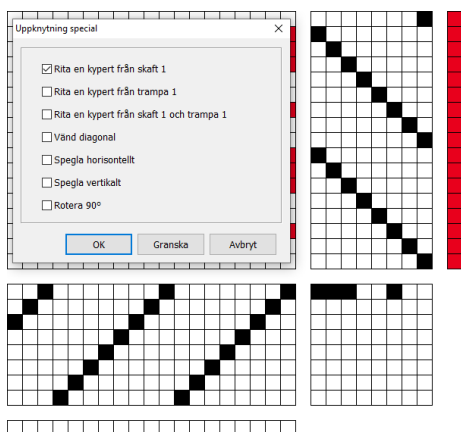 Uppknytning special
Rita en kypert från skaft 1
Rita en kypert från trampa 1
Rita en kypert från skaft 1 och trampa 1
Vänd diagonal
Spegla horisontellt
Spegla vertikalt
Rotera 90º
OK Granska Avbryt